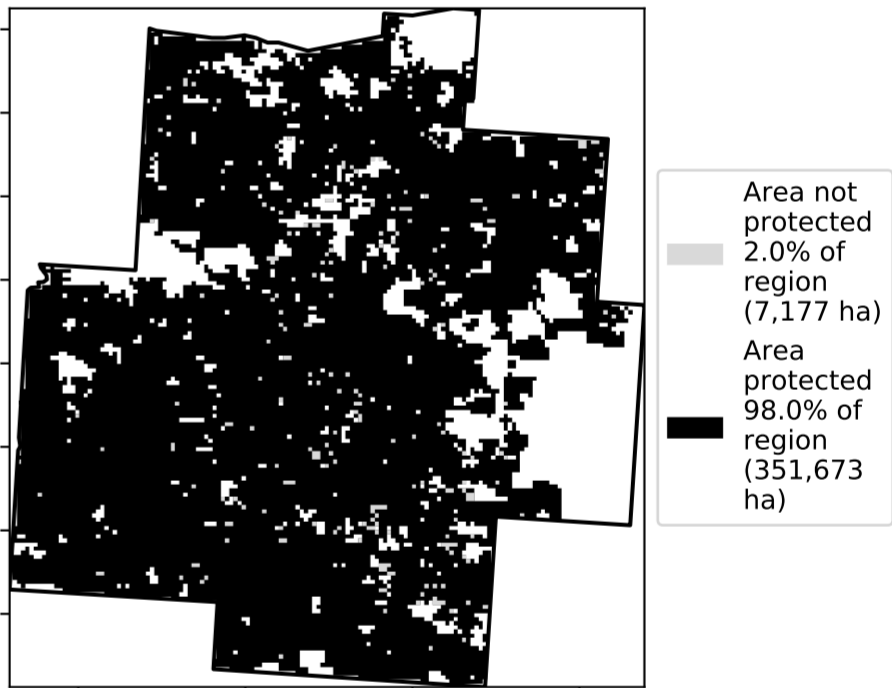 Area not
protected
2.0% of
region
(7,177 ha)
Area
protected
98.0% of
region
(351,673
ha)